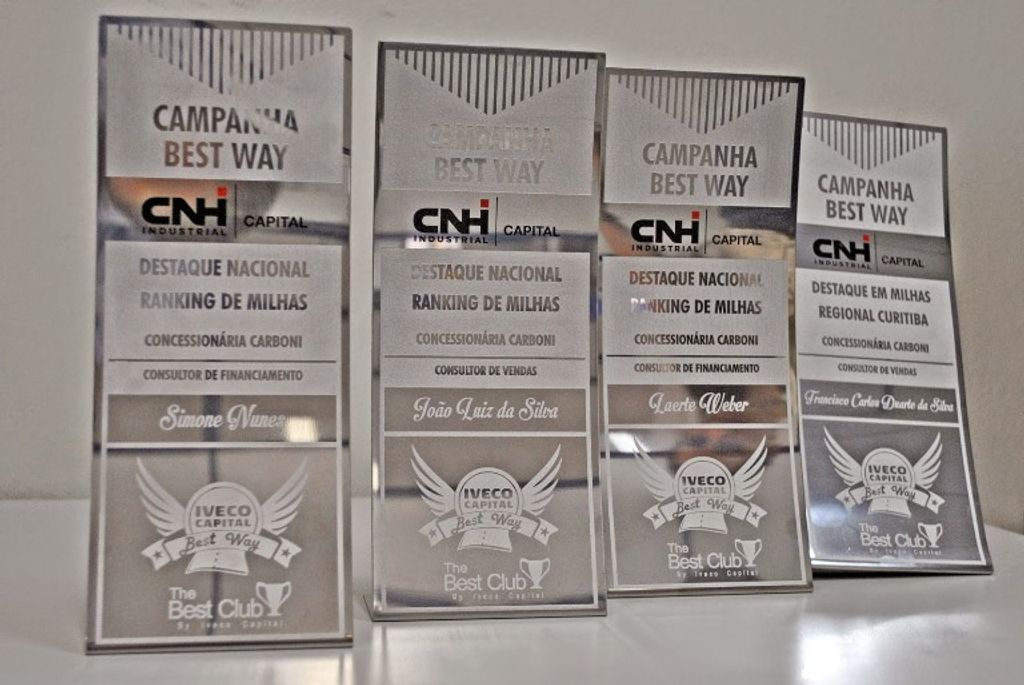 CAMPANHA
BEST WAY
CNH
INDUSTRIAL
CAPITAL
DESTAQUE NACIONAL
RANKING DE MILHAS
CONCESSIONÁRIA CARBONI
CONSULTOR DE FINANCIAMENTO
Simone Nunes
IVECO
CAPITAL
Best Way
The
Best Club
By Iveco Capital
CAMPANHA
BEST WAY
CNH
INDUSTRIAL
CAPITAL
DESTAQUE NACIONAL
RANKING DE MILHAS
CONCESSIONÁRIA CARBONI
CONSULTOR DE VENDAS
João Luiz da Silva
IVECO
CAPITAL
Best Way
The
Best Club
By Iveco Capital
CAMPANHA
BEST WAY
CNH
INDUSTRIAL
CAPITAL
DESTAQUE NACIONAL
RANKING DE MILHAS
CONCESSIONÁRIA CARBONI
CONSULTOR DE FINANCIAMENTO
Laerte Weber
IVECO
CAPITAL
Best Way
The
Best Club
By Iveco Capital
CAMPANHA
BEST WAY
CNH
INDUSTRIAL
CAPITAL
DESTAQUE EM MILHAS
REGIONAL CURITIBA
CONCESSIONÁRIA CARBONI
CONSULTOR DE VENDAS
Francisco Carlos Duarte da Silva
IVECO
CAPITAL
Best Way
The
Best Club
By Iveco Capital